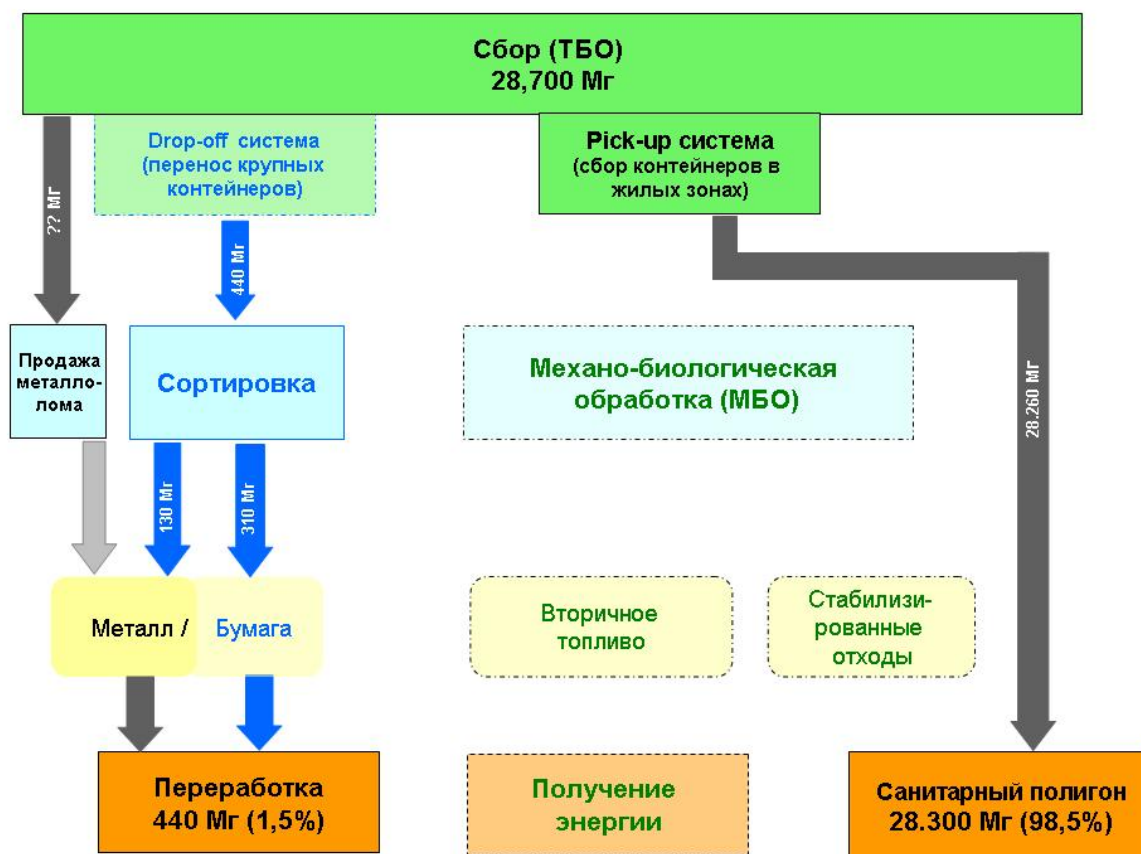 Сбор (ТБО)
28,700 Мг
?? Мг
Drop-off система
(перенос крупных
контейнеров)
Pick-up система
(сбор контейнеров в
жилых зонах)
440 Мг
28.260 Мг
Продажа
металло-
лома
Сортировка
Механо-биологическая
обработка (МБО)
130 Мг
310 Мг
Металл /
Бумага
Вторичное
топливо
Стабилизи-
рованные
отходы
Переработка
440 Мг (1,5%)
Получение
энергии
Санитарный полигон
28.300 Мг (98,5%)